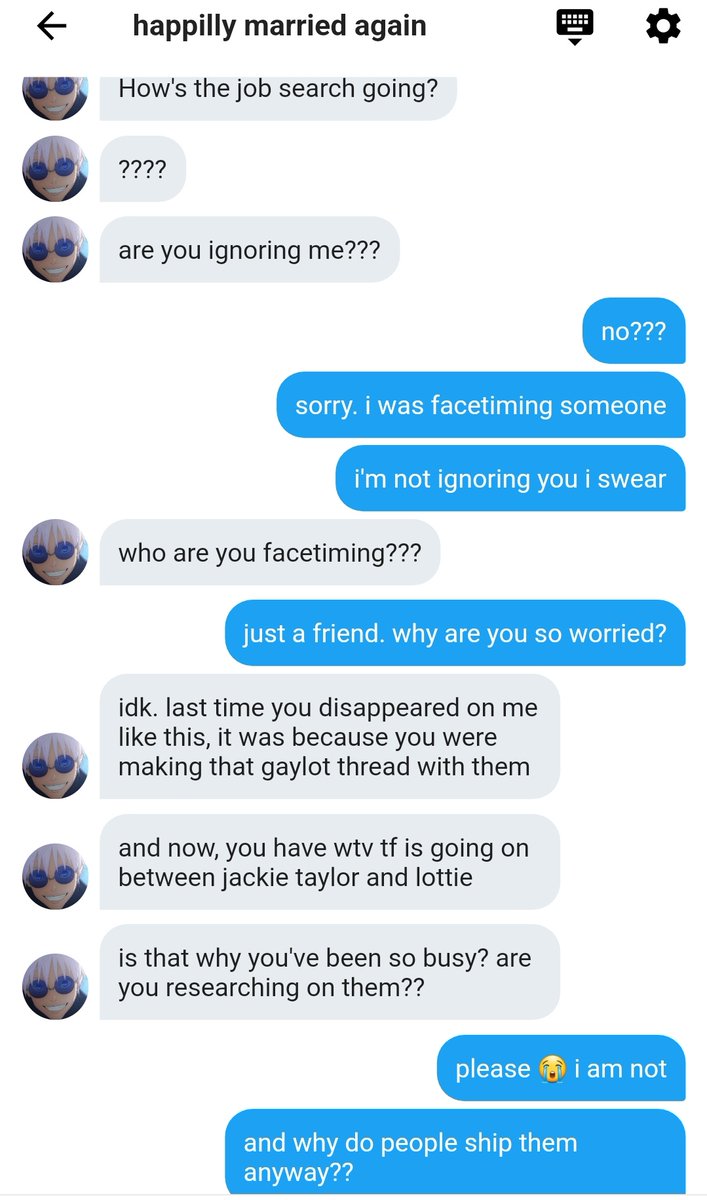 happilly married again
How's the job search going?
????
are you ignoring me???
no???
sorry. i was facetiming someone
i'm not ignoring you i swear
who are you facetiming???
just a friend. why are you so worried?
idk. last time you disappeared on me
like this, it was because you were
making that gaylot thread with them
and now, you have wtv tf is going on
between jackie taylor and lottie
is that why you've been so busy? are
you researching on them??
please 😭 i am not
and why do people ship them
anyway??